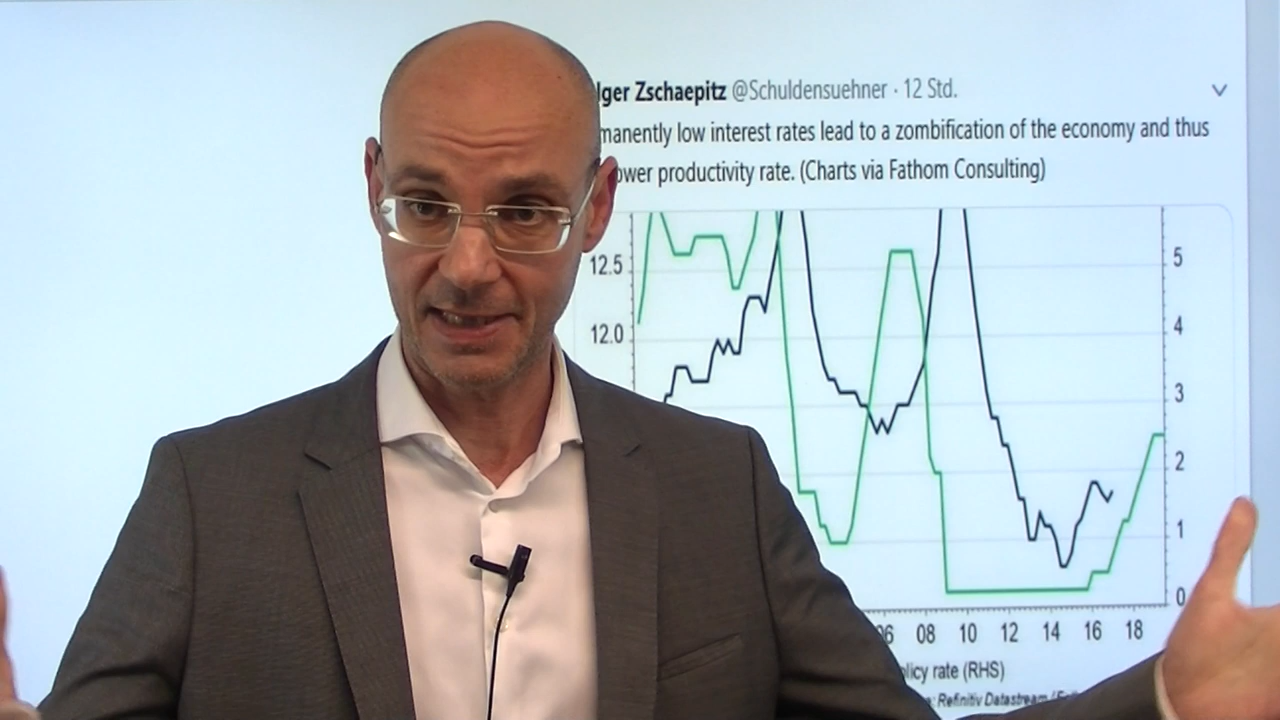 lger Zschaepitz @Schuldensuehner · 12 Std.
manently low interest rates lead to a zombification of the economy and thus
ower productivity rate. (Charts via Fathom Consulting)
12.5
12.0
5
4
3
2
1
0
06 08 10 12 14 16 18
licy rate (RHS)
Refinitiv Datastream /